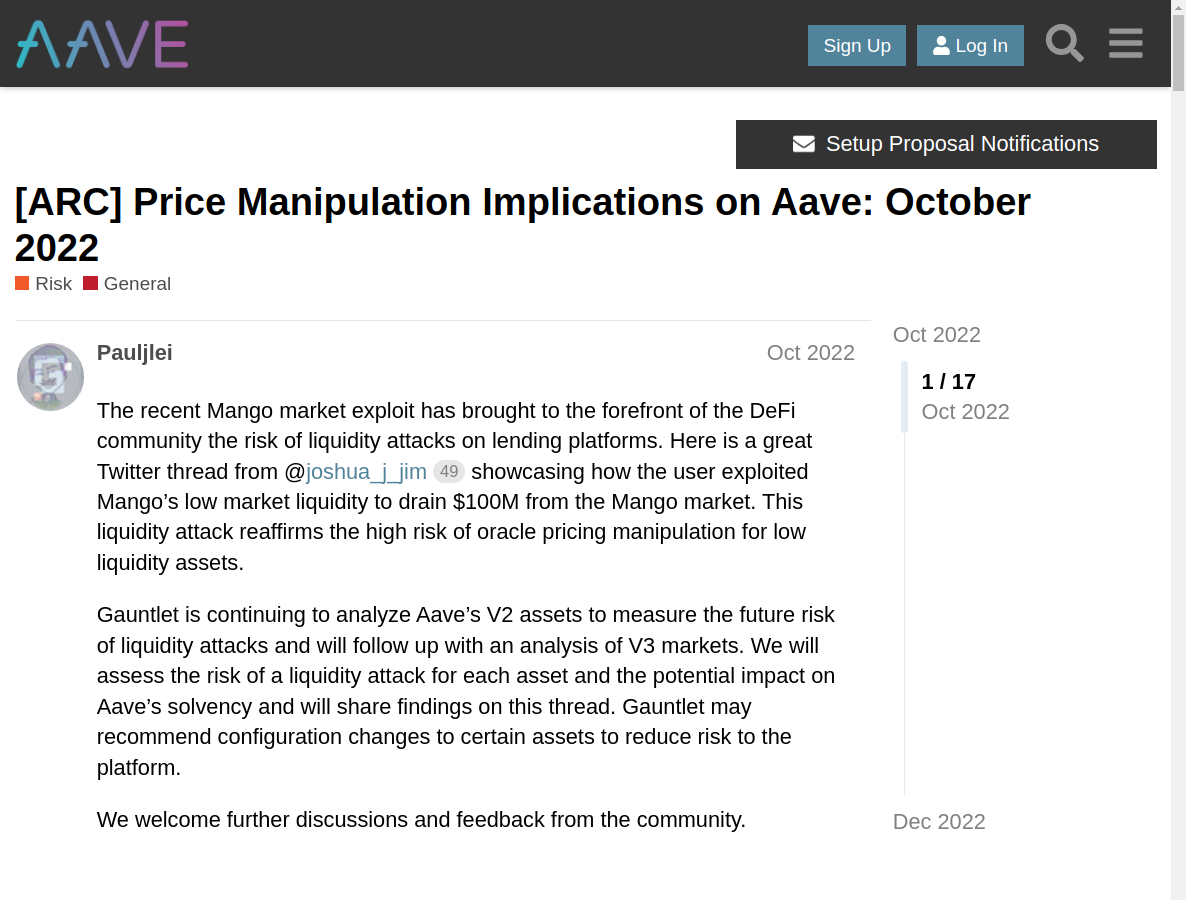 AAVE
Sign Up
Log In
Setup Proposal Notifications
[ARC] Price Manipulation Implications on Aave: October
2022
Risk General
Pauljlei Oct 2022
The recent Mango market exploit has brought to the forefront of the DeFi
community the risk of liquidity attacks on lending platforms. Here is a great
Twitter thread from @joshua_j_jim 49 showcasing how the user exploited
Mango’s low market liquidity to drain $100M from the Mango market. This
liquidity attack reaffirms the high risk of oracle pricing manipulation for low
liquidity assets.
Gauntlet is continuing to analyze Aave’s V2 assets to measure the future risk
of liquidity attacks and will follow up with an analysis of V3 markets. We will
assess the risk of a liquidity attack for each asset and the potential impact on
Aave’s solvency and will share findings on this thread. Gauntlet may
recommend configuration changes to certain assets to reduce risk to the
platform.
We welcome further discussions and feedback from the community.
Oct 2022
1 / 17
Oct 2022
Dec 2022